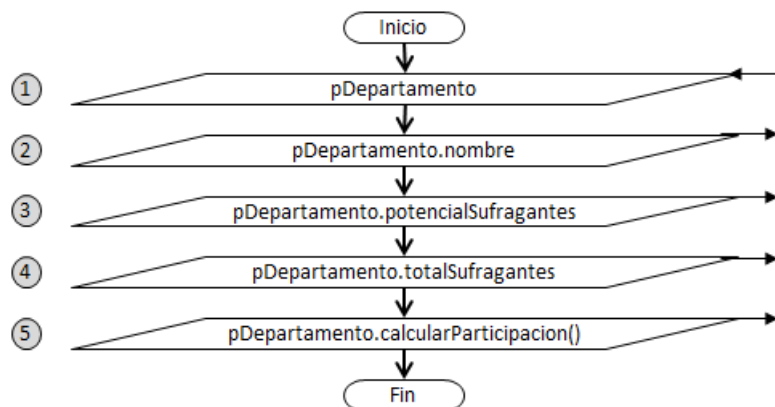 Inicio
1 pDepartamento
2 pDepartamento.nombre
3 pDepartamento.potencialSufragantes
4 pDepartamento.totalSufragantes
5 pDepartamento.calcularParticipacion()
Fin